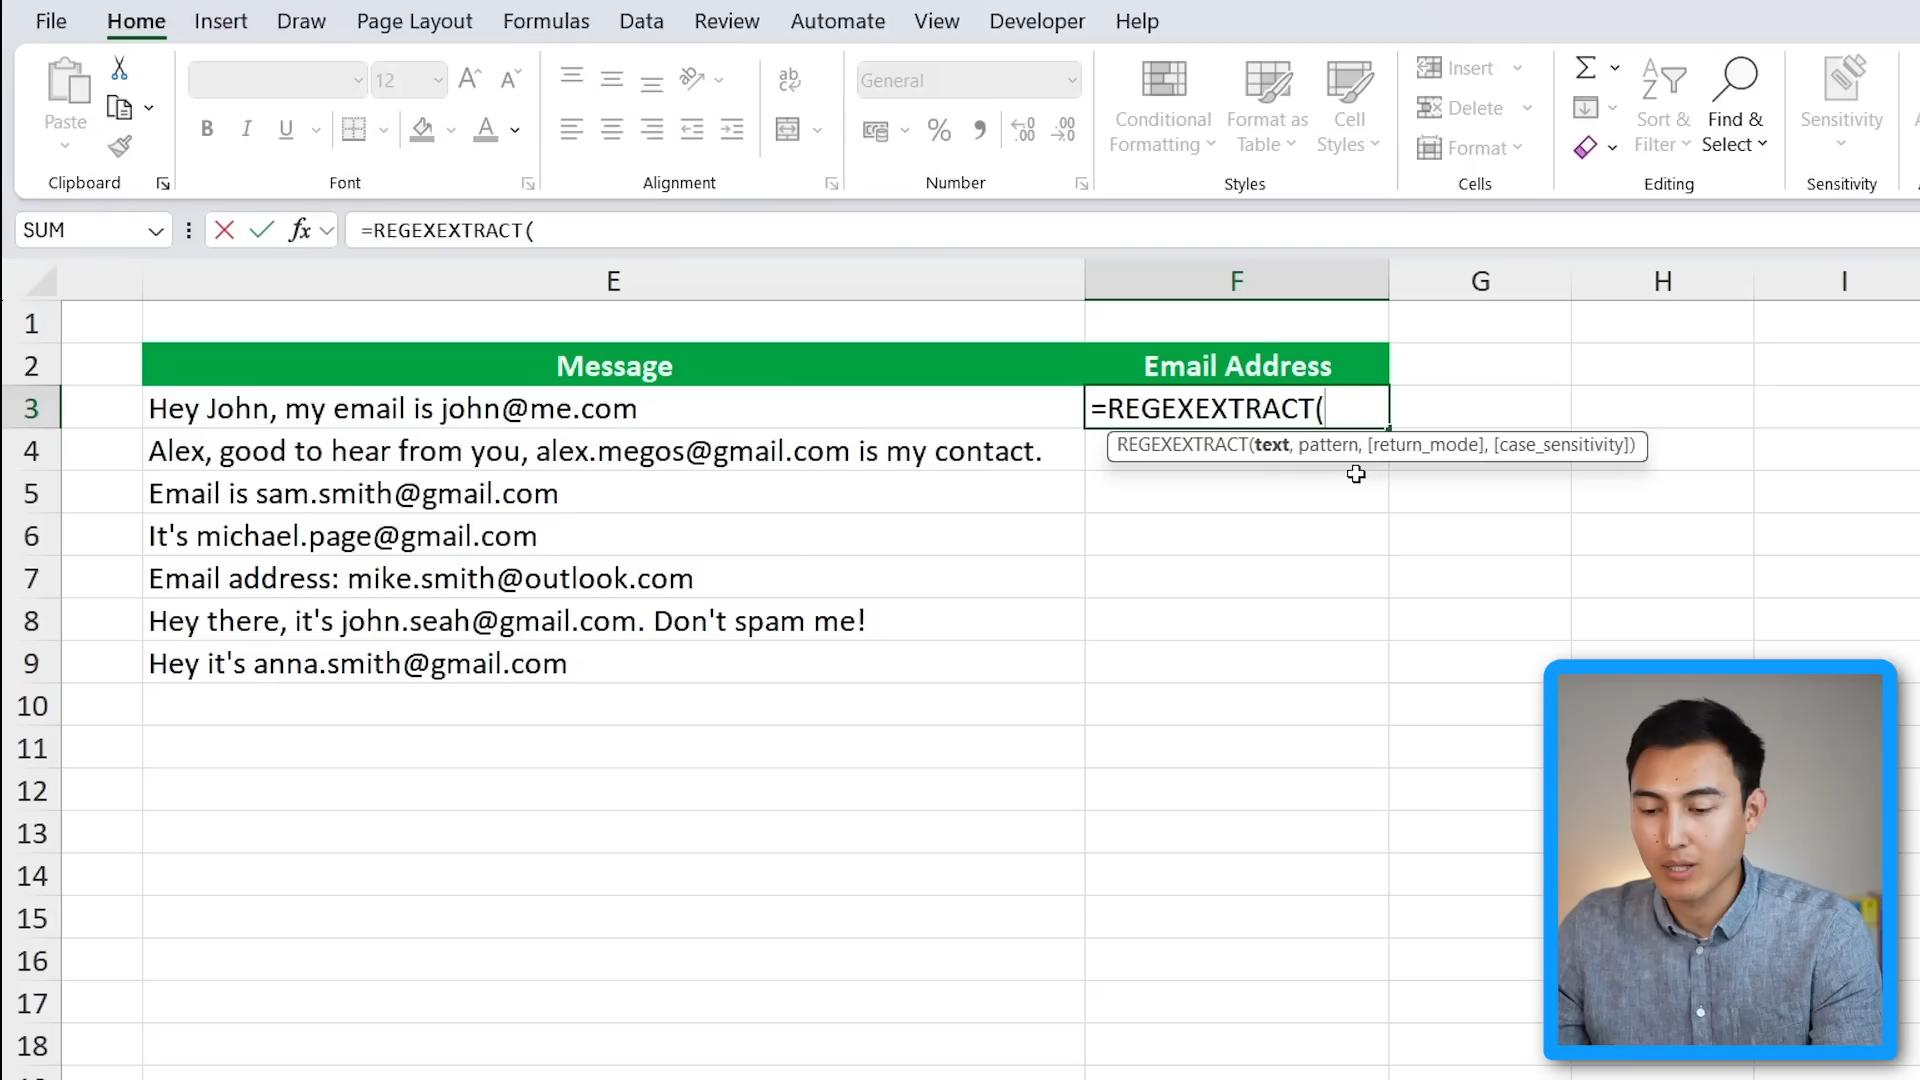 File Home Insert Draw Page Layout Formulas Data Review Automate View Developer Help
Paste
Clipboard
12
B I U A
Font
ab
Alignment
General
% 9 .00
Number
Conditional Formatting
Format as Table
Cell Styles
Styles
Insert
Delete
Format
Cells
Sort & Filter
Find & Select
Editing
Sensitivity
Sensitivity
SUM fx =REGEXEXTRACT(
E F G H I
1
2 Message Email Address
3 Hey John, my email is john@me.com =REGEXEXTRACT(
REGEXEXTRACT(text, pattern, [return_mode], [case_sensitivity])
4 Alex, good to hear from you, alex.megos@gmail.com is my contact.
5 Email is sam.smith@gmail.com
6 It's michael.page@gmail.com
7 Email address: mike.smith@outlook.com
8 Hey there, it's john.seah@gmail.com. Don't spam me!
9 Hey it's anna.smith@gmail.com
10
11
12
13
14
15
16
17
18